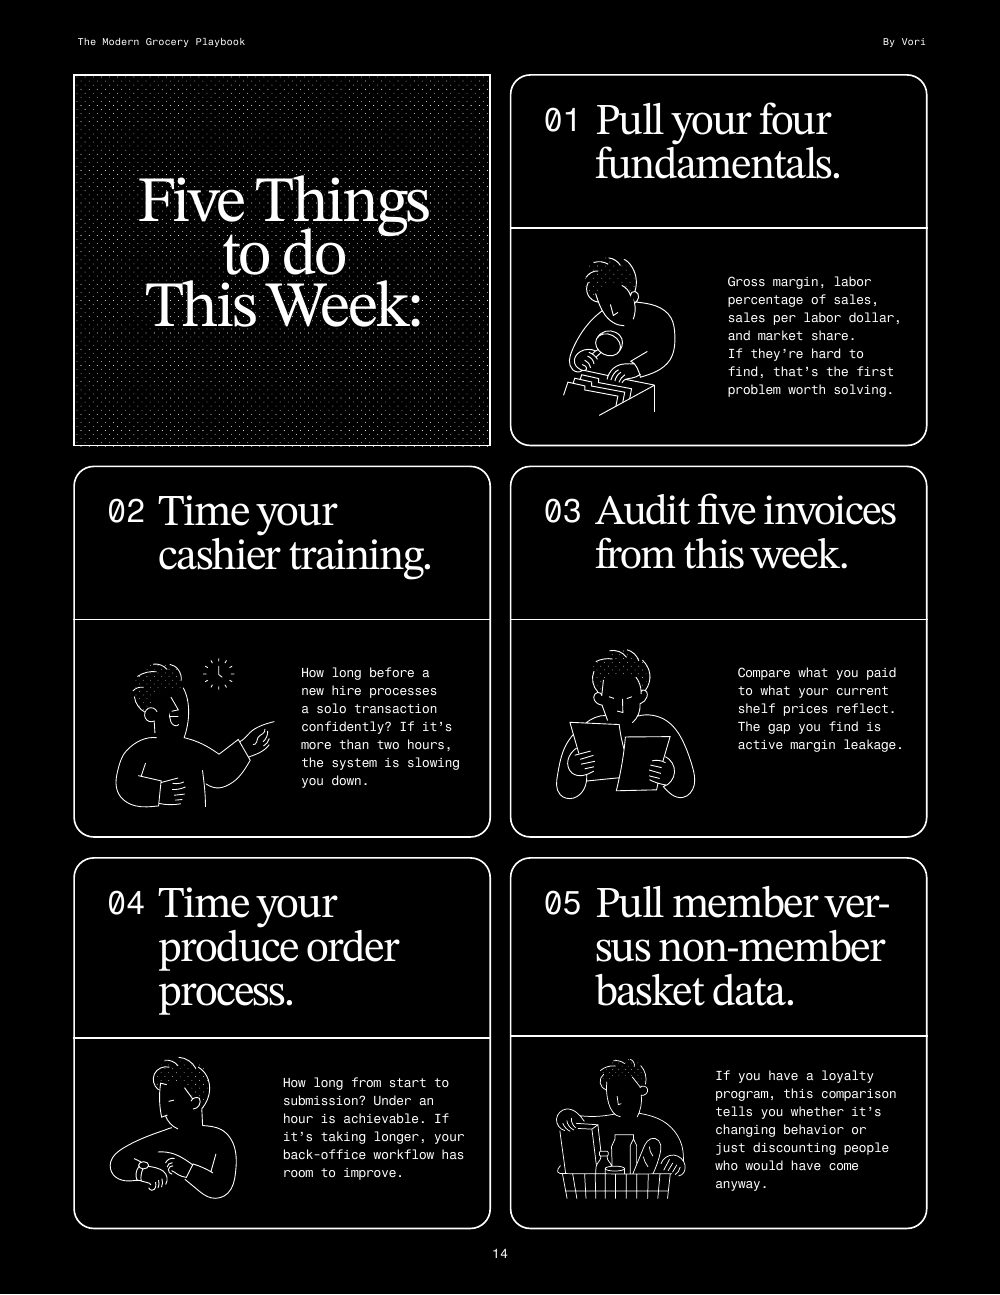 The Modern Grocery Playbook
By Vori
Five Things
to do
This Week:
01 Pull your four
fundamentals.
Gross margin, labor
percentage of sales,
sales per labor dollar,
and market share.
If they’re hard to
find, that’s the first
problem worth solving.
02 Time your
cashier training.
How long before a
new hire processes
a solo transaction
confidently? If it’s
more than two hours,
the system is slowing
you down.
03 Audit five invoices
from this week.
Compare what you paid
to what your current
shelf prices reflect.
The gap you find is
active margin leakage.
04 Time your
produce order
process.
How long from start to
submission? Under an
hour is achievable. If
it’s taking longer, your
back-office workflow has
room to improve.
05 Pull member ver-
sus non-member
basket data.
If you have a loyalty
program, this comparison
tells you whether it’s
changing behavior or
just discounting people
who would have come
anyway.
14